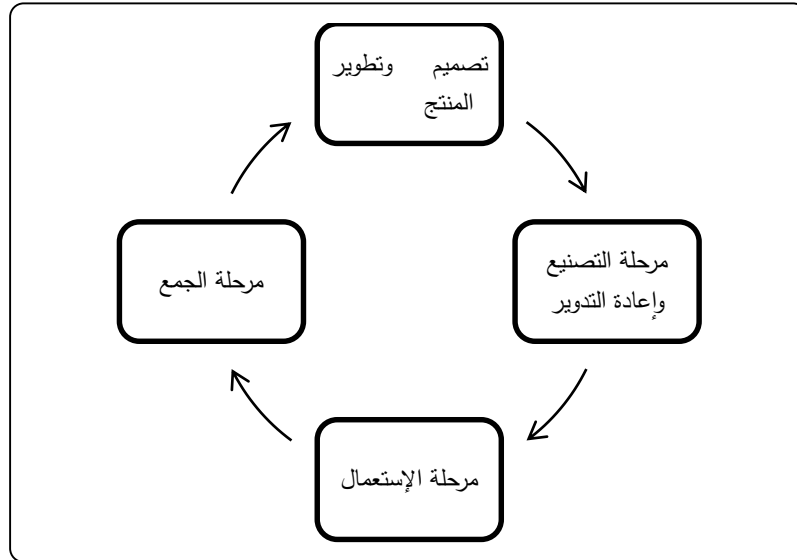 تصميم وتطوير
المنتج
مرحلة التصنيع
وإعادة التدوير
مرحلة الإستعمال
مرحلة الجمع